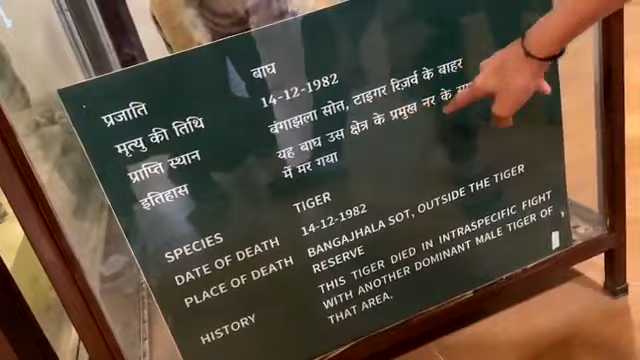 प्रजाति बाघ
मृत्यु की तिथि 14-12-1982
प्राप्ति स्थान बंगाझला सोत, टाइगर रिज़र्व के बाहर
इतिहास यह बाघ उस क्षेत्र के प्रमुख नर के
में मर गया
SPECIES TIGER
DATE OF DEATH 14-12-1982
PLACE OF DEATH BANGAJHALA SOT, OUTSIDE THE TIGER
RESERVE
HISTORY THIS TIGER DIED IN INTRASPECIFIC FIGHT
WITH ANOTHER DOMINANT MALE TIGER OF
THAT AREA.